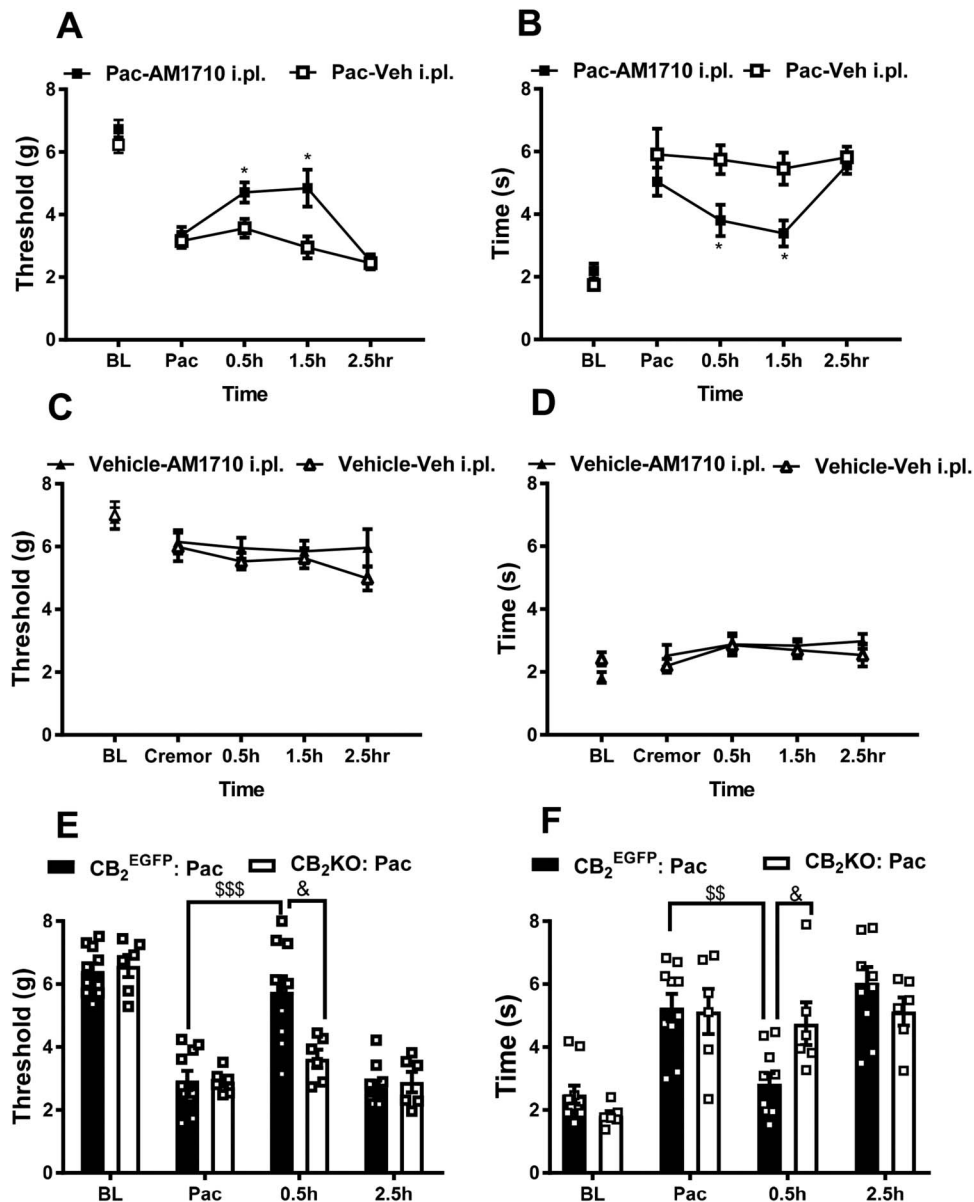 A
Pac-AM1710 i.pl. Pac-Veh i.pl.
Threshold (g)
8
6
4
2
0
* *
BL Pac 0.5h 1.5h 2.5hr
Time
B
Pac-AM1710 i.pl. Pac-Veh i.pl.
Time (s)
8
6
4
2
0
* *
BL Pac 0.5h 1.5h 2.5hr
Time
C
Vehicle-AM1710 i.pl. Vehicle-Veh i.pl.
Threshold (g)
8
6
4
2
0
BL Cremor 0.5h 1.5h 2.5hr
Time
D
Vehicle-AM1710 i.pl. Vehicle-Veh i.pl.
Time (s)
8
6
4
2
0
BL Cremor 0.5h 1.5h 2.5hr
Time
E
CB₂ᴱᴳᶠᴾ: Pac CB₂KO: Pac
$$$ &
Threshold (g)
8
6
4
2
0
BL Pac 0.5h 2.5h
F
CB₂ᴱᴳᶠᴾ: Pac CB₂KO: Pac
$$ &
Time (s)
8
6
4
2
0
BL Pac 0.5h 2.5h